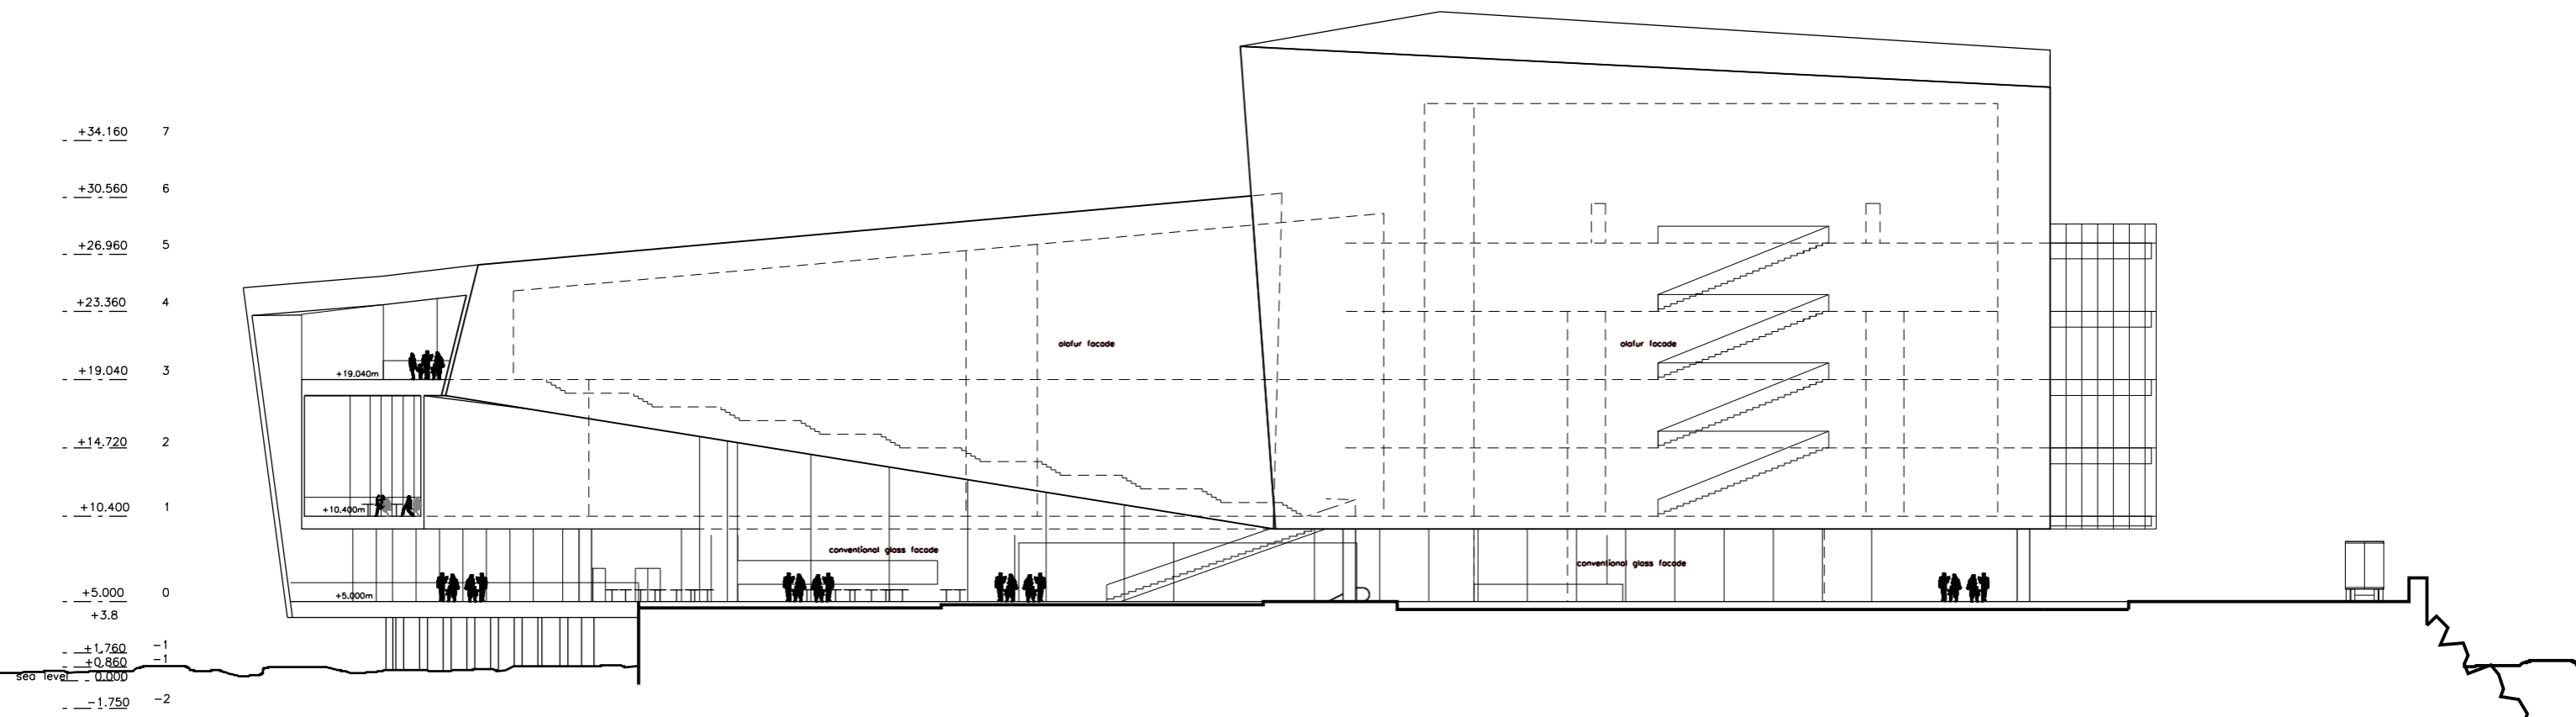 +34.160 7
+30.560 6
+26.960 5
+23.360 4
olafur facade
olafur facade
+19.040 3
+19.040m
+14.720 2
+10.400 1
+10.400m
conventional glass facade
conventional glass facade
+5.000 0
+5.000m
+3.8
+1.760 -1
+0.860 -1
sea level 0.000
-1.750 -2